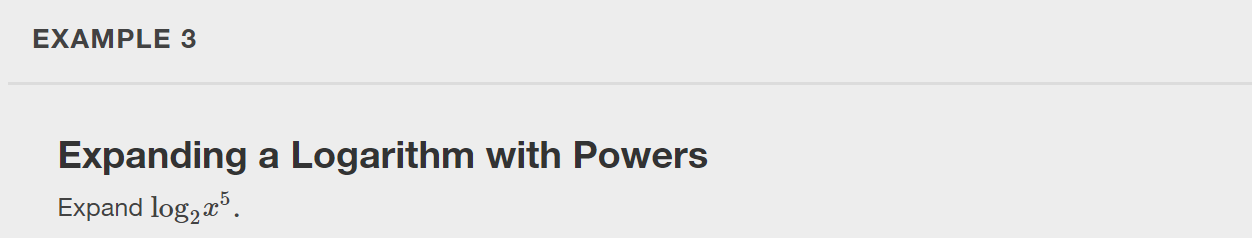 EXAMPLE 3
Expanding a Logarithm with Powers
Expand log₂x⁵.